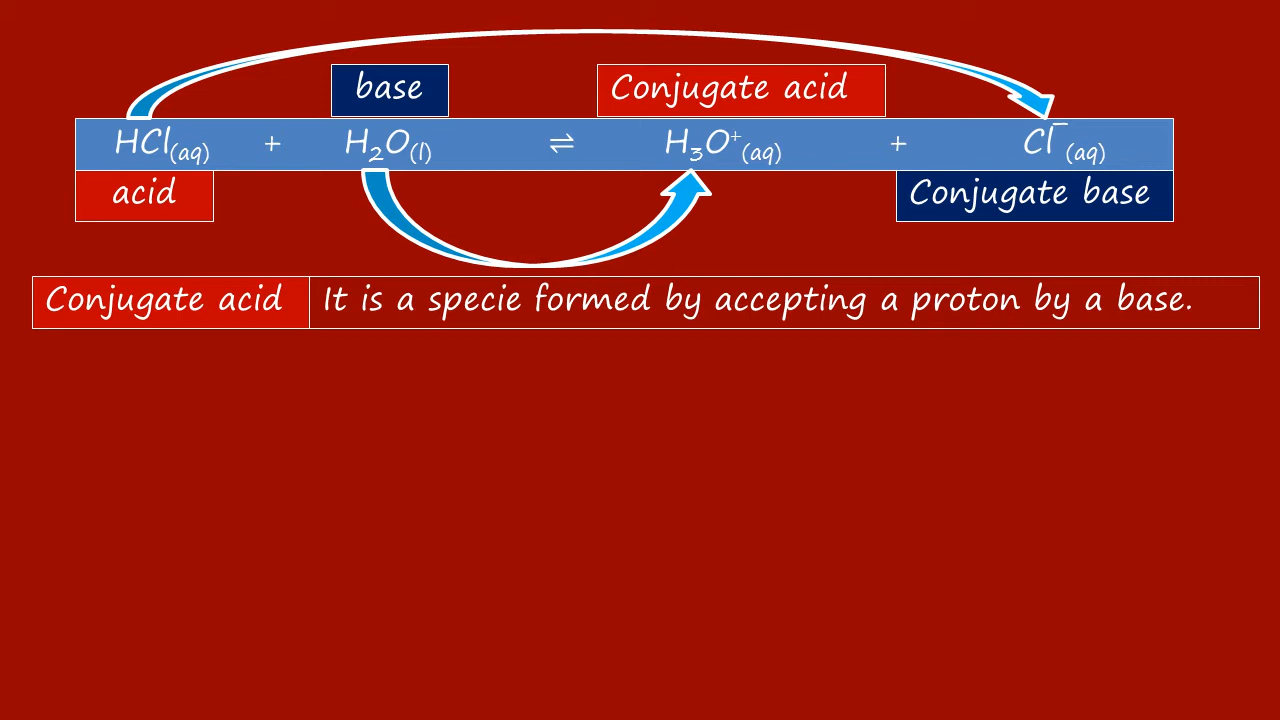 base Conjugate acid
HCl(aq) + H₂O(l) ⇌ H₃O⁺(aq) + Cl⁻(aq)
acid Conjugate base
Conjugate acid It is a specie formed by accepting a proton by a base.